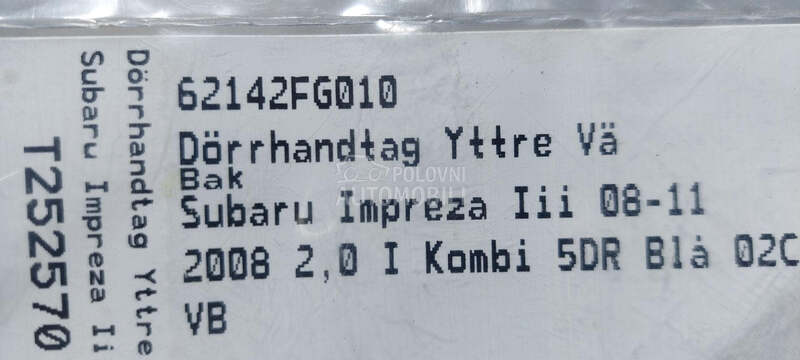 62142FG010
Dörrhandtag Yttre Vä
Bak
Subaru Impreza Iii 08-11
2008 2,0 I Kombi 5DR Blå 02C
VB
Dörrhandtag Yttre
Subaru Impreza Ii
T252570
POLOVNI
AUTOMOBILI